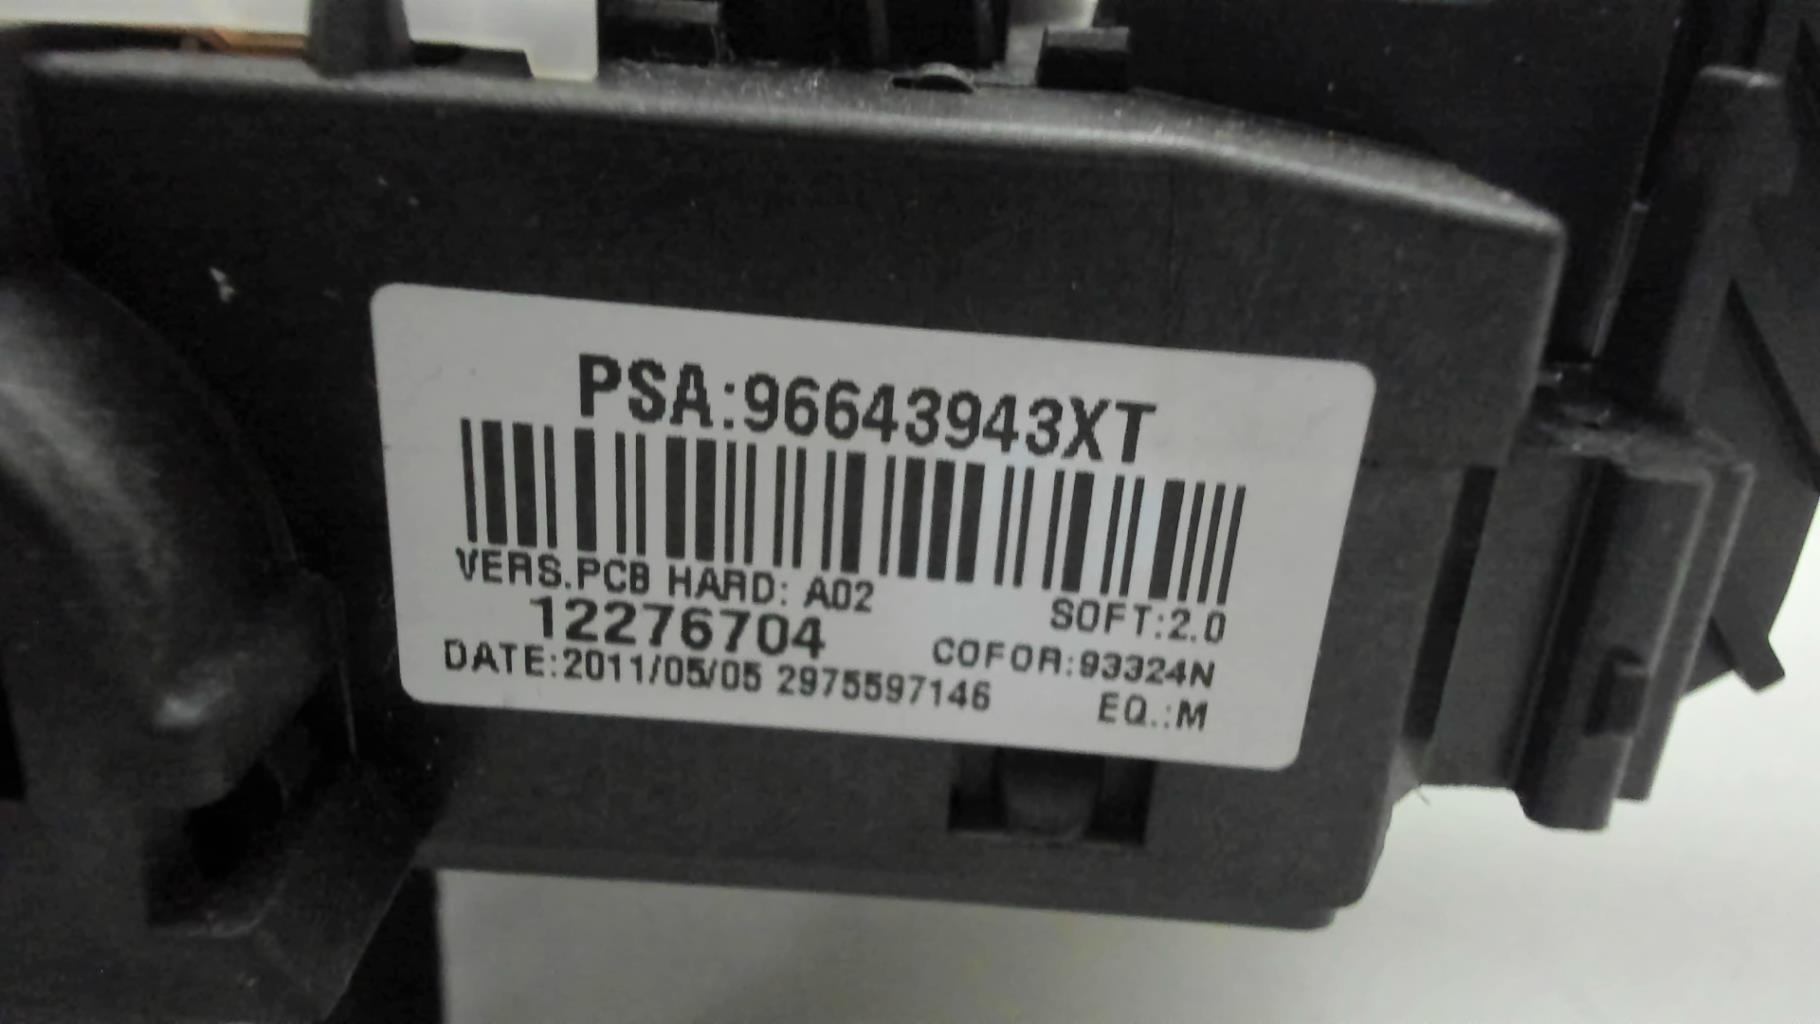 PSA:96643943XT
VERS.PCB HARD: A02
SOFT:2.0
12276704
COFOR:93324N
DATE:2011/05/05 2975597146
EQ.:M